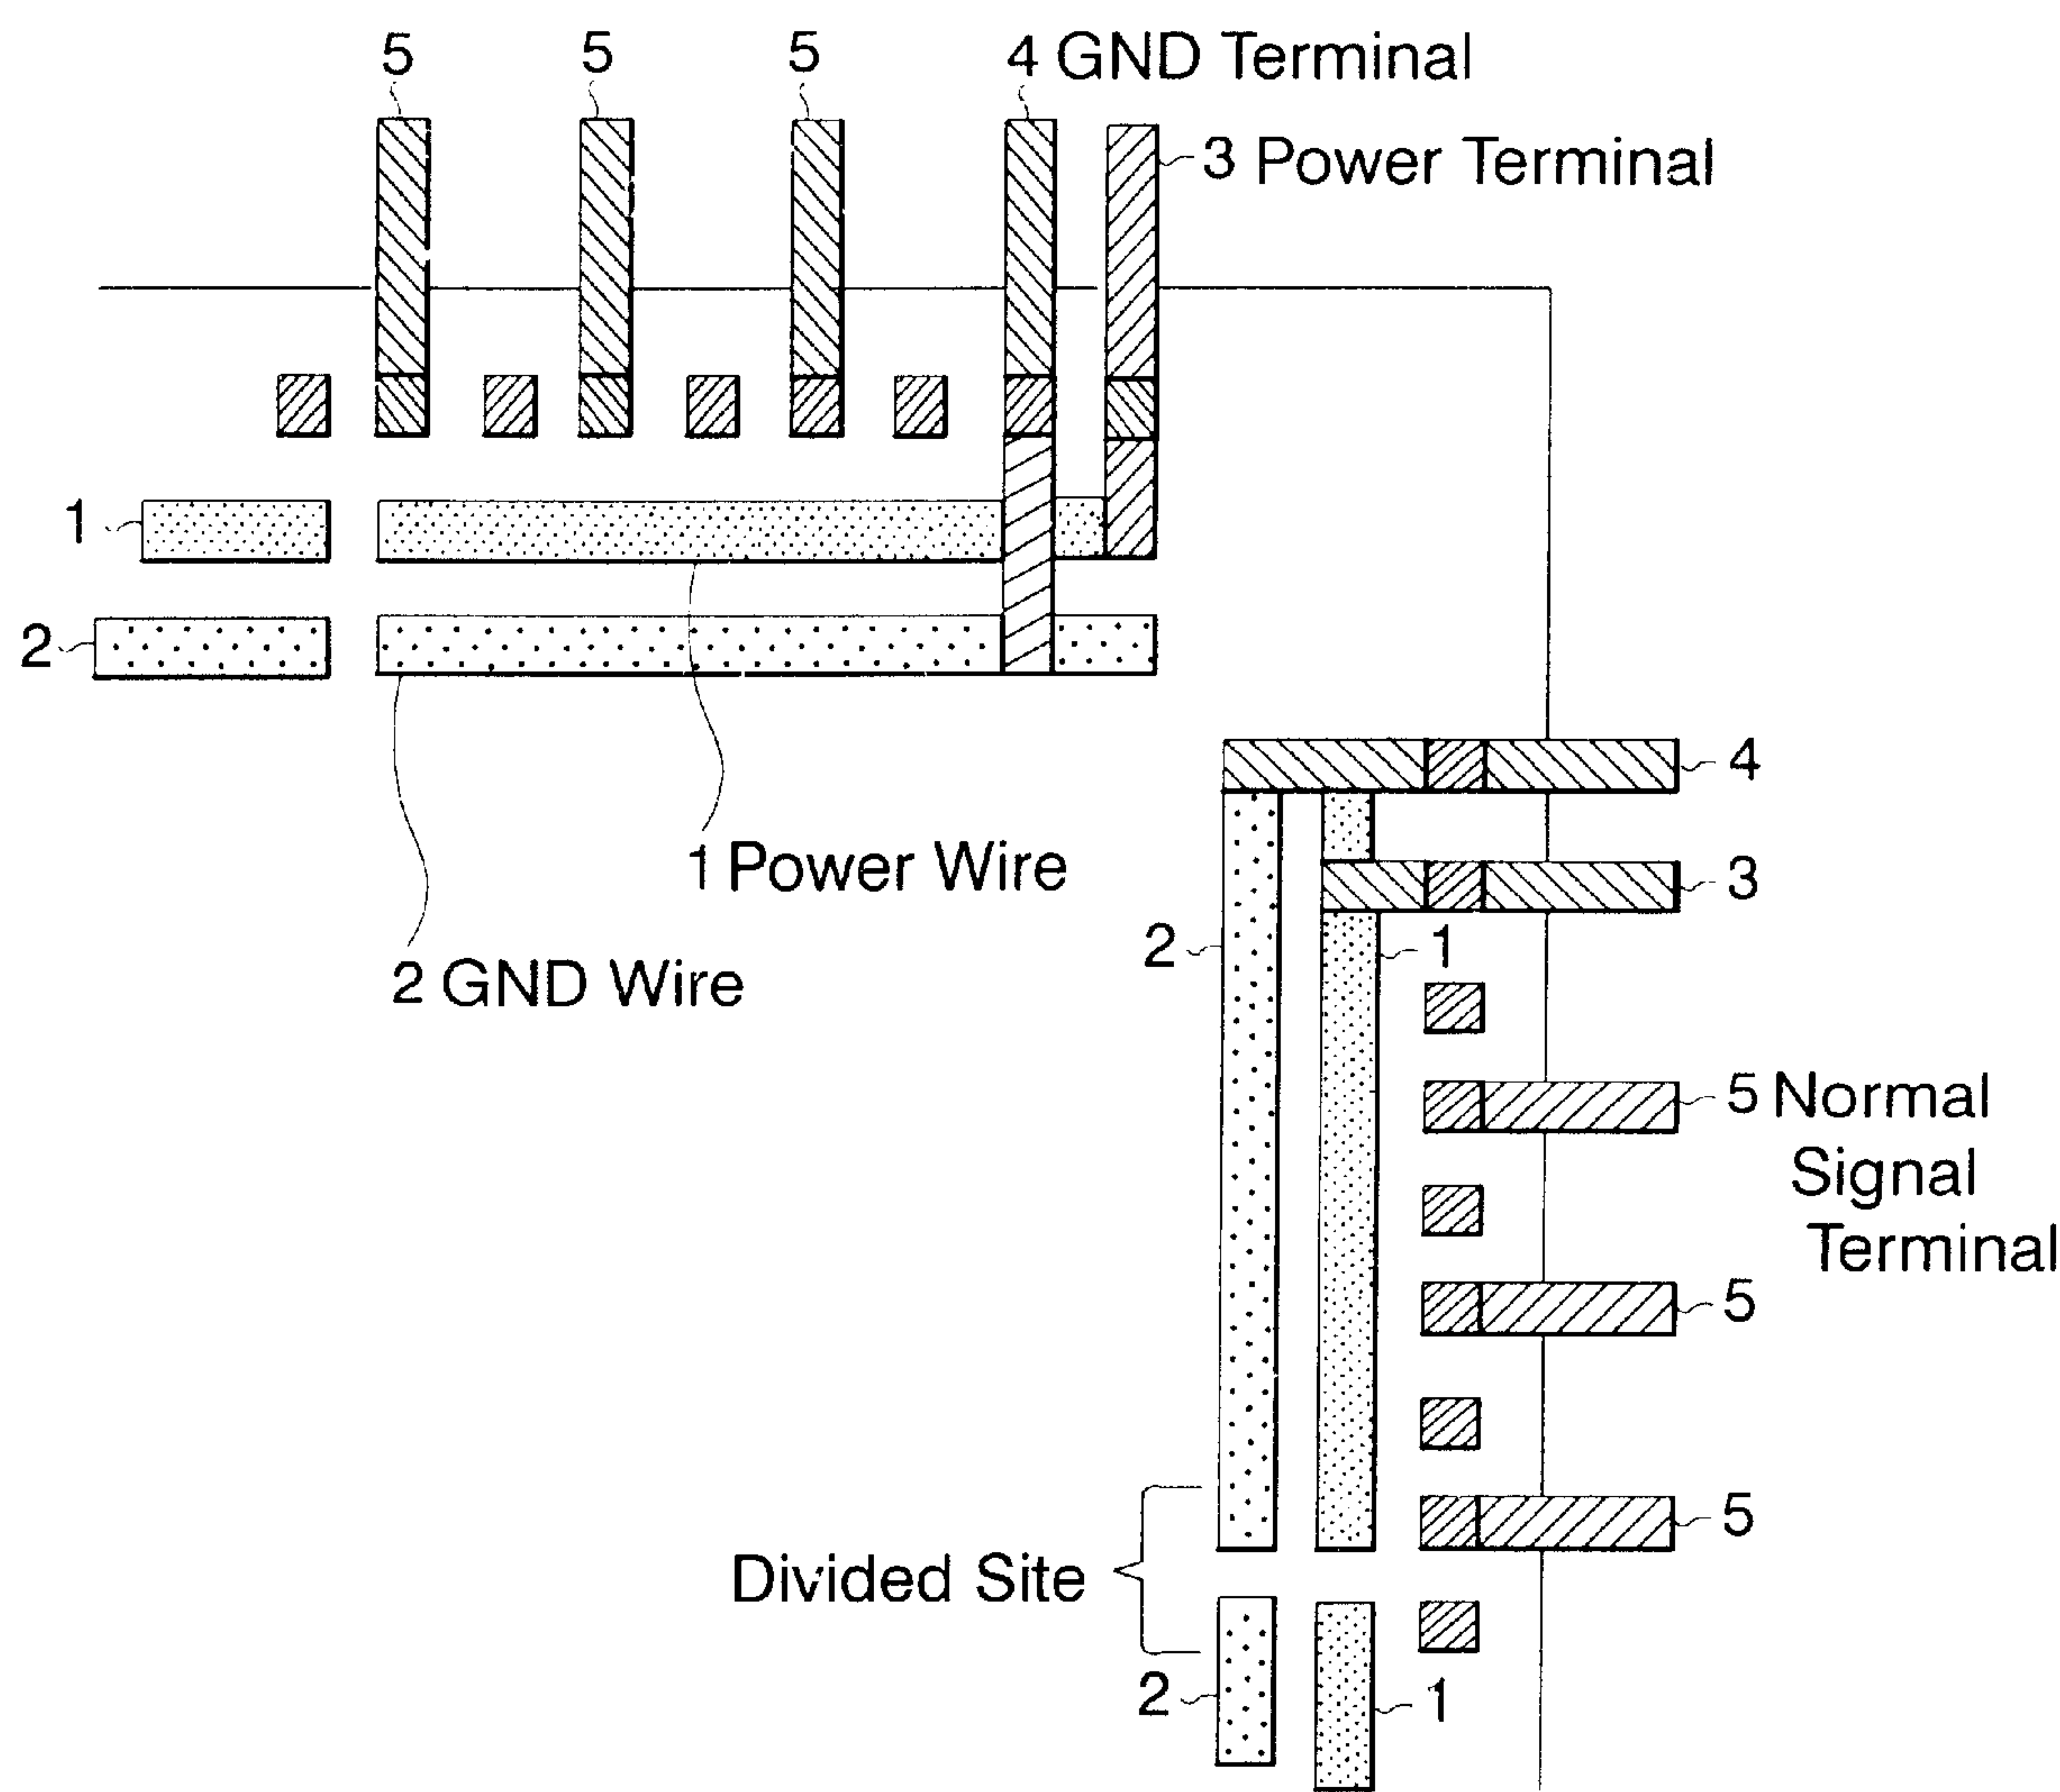 5
5
5
4 GND Terminal
3 Power Terminal
1
2
4
1 Power Wire
3
2
1
2 GND Wire
5 Normal
Signal
Terminal
5
5
Divided Site
2
1